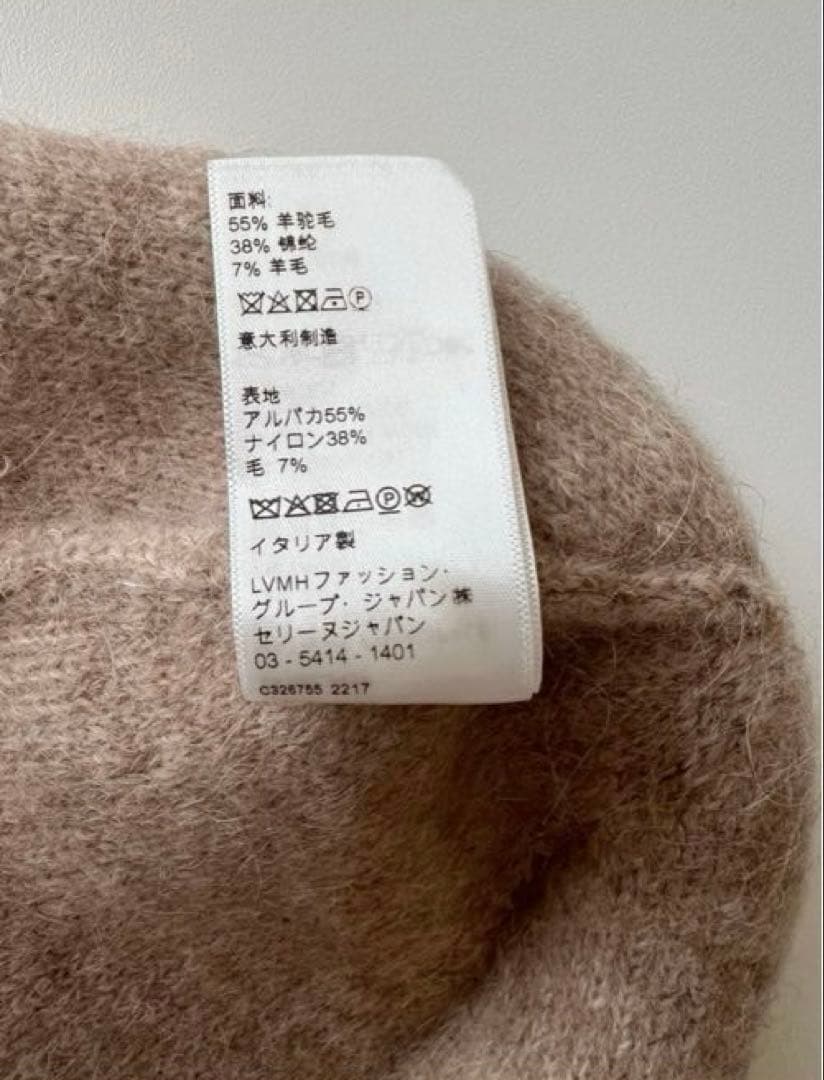 面料:
55% 羊驼毛
38% 锦纶
7% 羊毛
P
意大利制造
表地
アルパカ55%
ナイロン38%
毛 7%
P W
イタリア製
LVMHファッション・
グループ・ジャパン㈱
セリーヌジャパン
03 - 5414 - 1401
C326755 2217